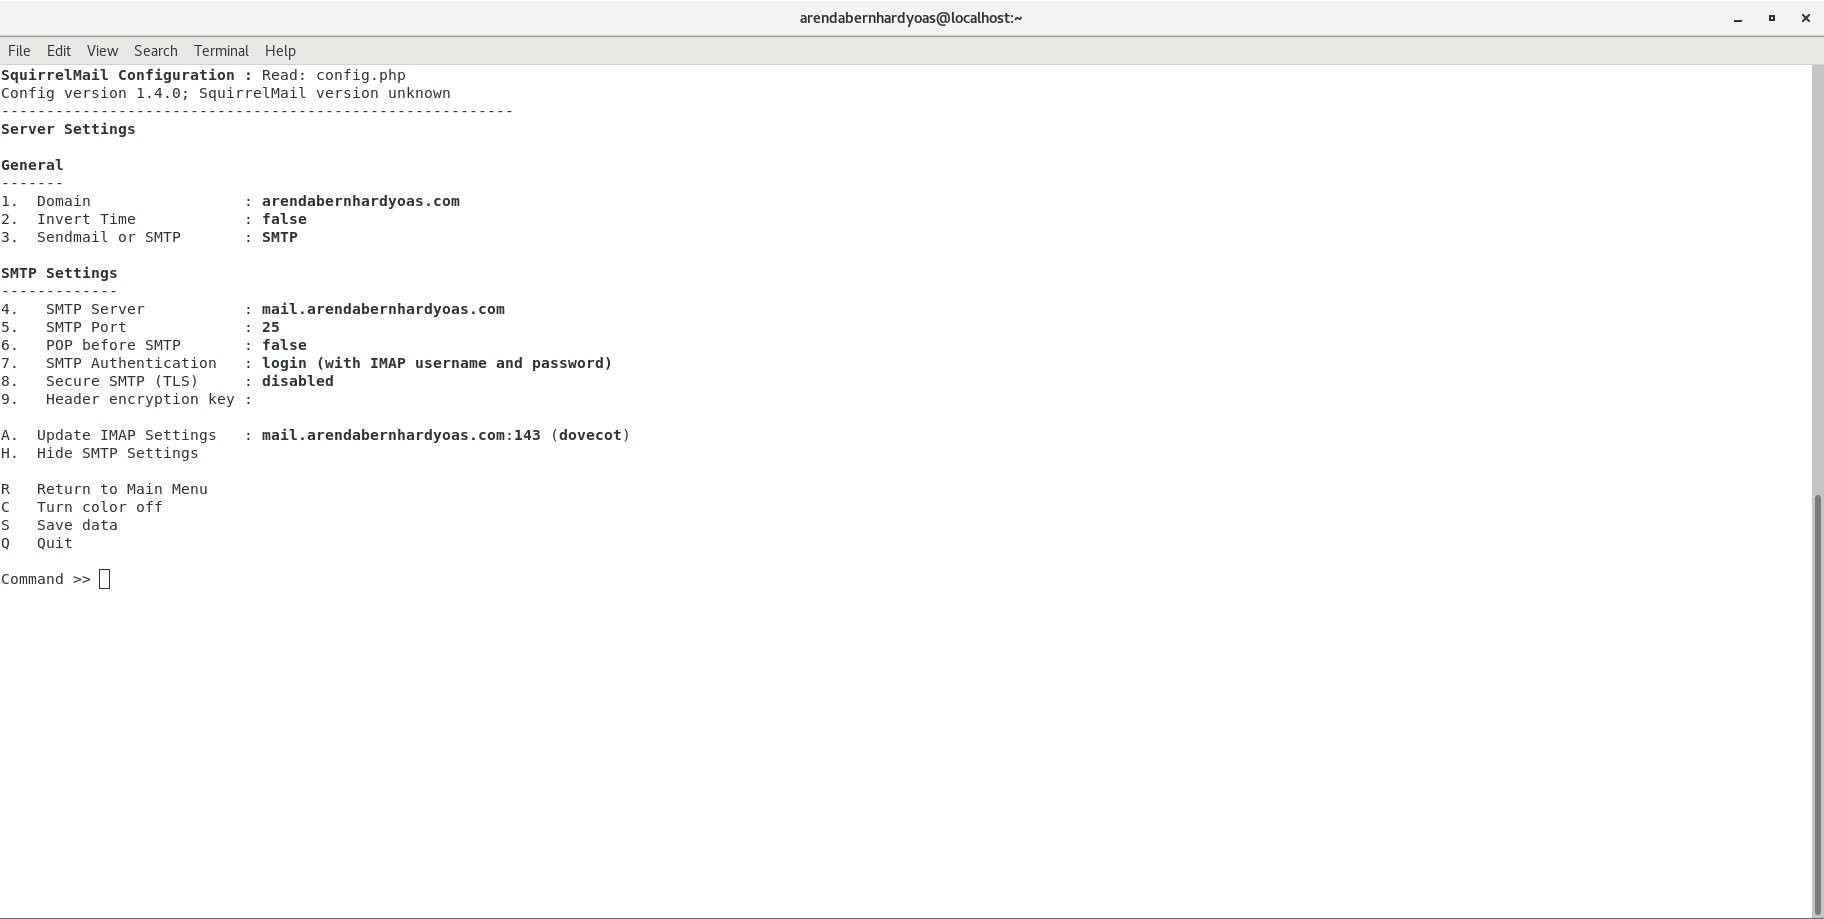 arendabernhardyoas@localhost:~
File Edit View Search Terminal Help
SquirrelMail Configuration : Read: config.php
Config version 1.4.0; SquirrelMail version unknown
---------------------------------------------------------
Server Settings
General
-------
1.  Domain                 : arendabernhardyoas.com
2.  Invert Time            : false
3.  Sendmail or SMTP       : SMTP
SMTP Settings
-------------
4.   SMTP Server           : mail.arendabernhardyoas.com
5.   SMTP Port             : 25
6.   POP before SMTP       : false
7.   SMTP Authentication   : login (with IMAP username and password)
8.   Secure SMTP (TLS)     : disabled
9.   Header encryption key :
A.  Update IMAP Settings   : mail.arendabernhardyoas.com:143 (dovecot)
H.  Hide SMTP Settings
R   Return to Main Menu
C   Turn color off
S   Save data
Q   Quit
Command >>